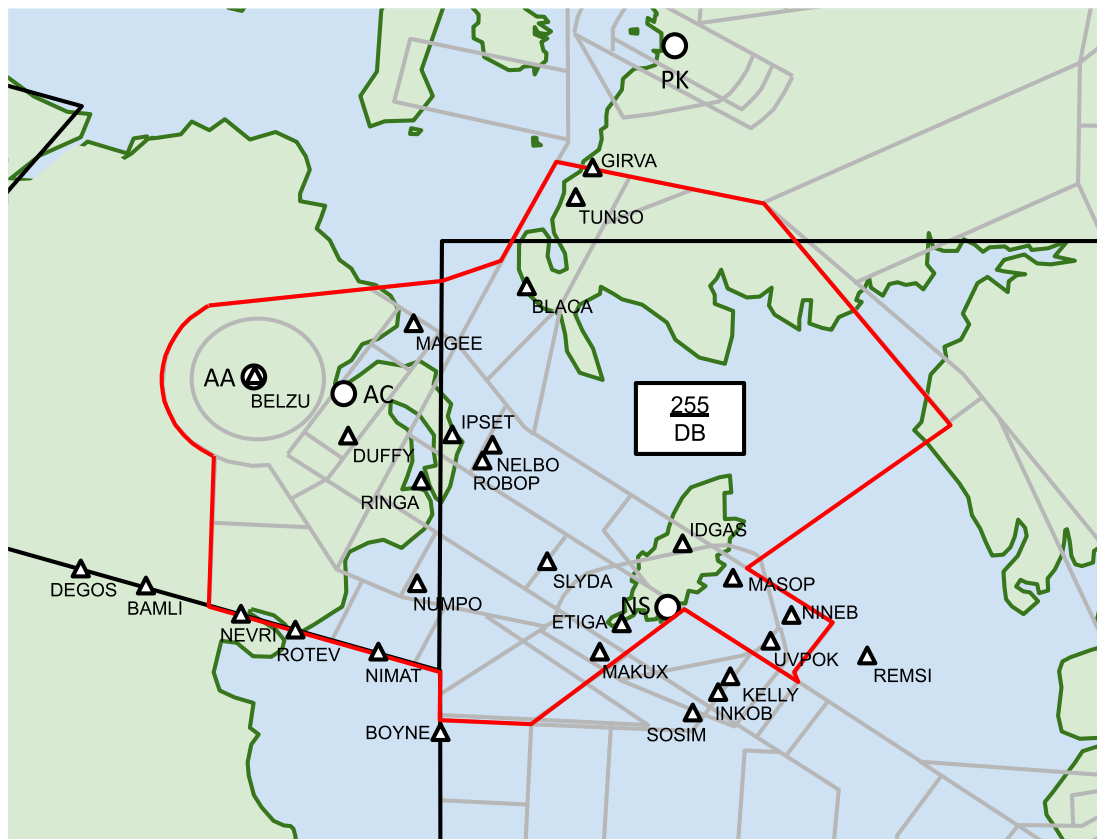 PK
GIRVA
TUNSO
BLACA
MAGEE
AA
BELZU
AC
255
DB
IPSET
DUFFY
NELBO
ROBOP
RINGA
IDGAS
SLYDA
DEGOS
BAMLI
NUMPO
MASOP
NS
NINEB
ETIGA
NEVRI
ROTEV
UVPOK
NIMAT
MAKUX
REMSI
KELLY
INKOB
BOYNE
SOSIM